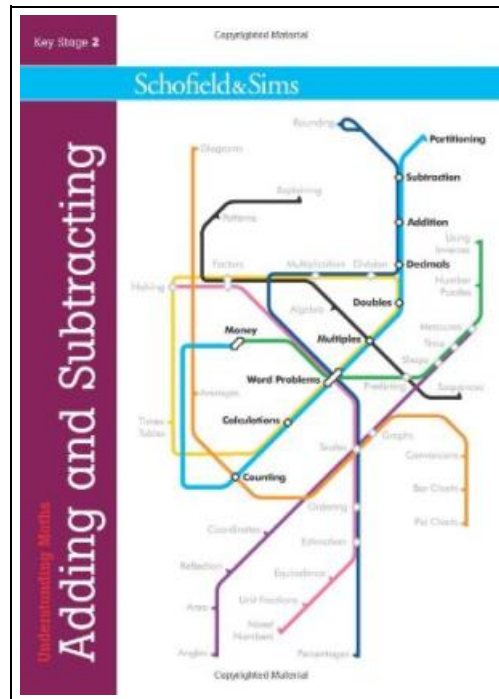 Key Stage 2
Copyrighted Material
Schofield&Sims
Understanding Maths
Adding and Subtracting
Rounding
Partitioning
Diagrams
Subtraction
Explaining
Patterns
Addition
Using
Inverses
Factors
Multiplication
Division
Decimals
Halving
Number
Puzzles
Algebra
Doubles
Money
Multiples
Measures
Time
Shape
Word Problems
Predicting
Sequences
Averages
Times
Tables
Calculations
Scales
Graphs
Conversions
Counting
Bar Charts
Ordering
Pie Charts
Coordinates
Estimation
Reflection
Equivalence
Area
Unit Fractions
Mixed
Numbers
Angles
Percentages
Copyrighted Material